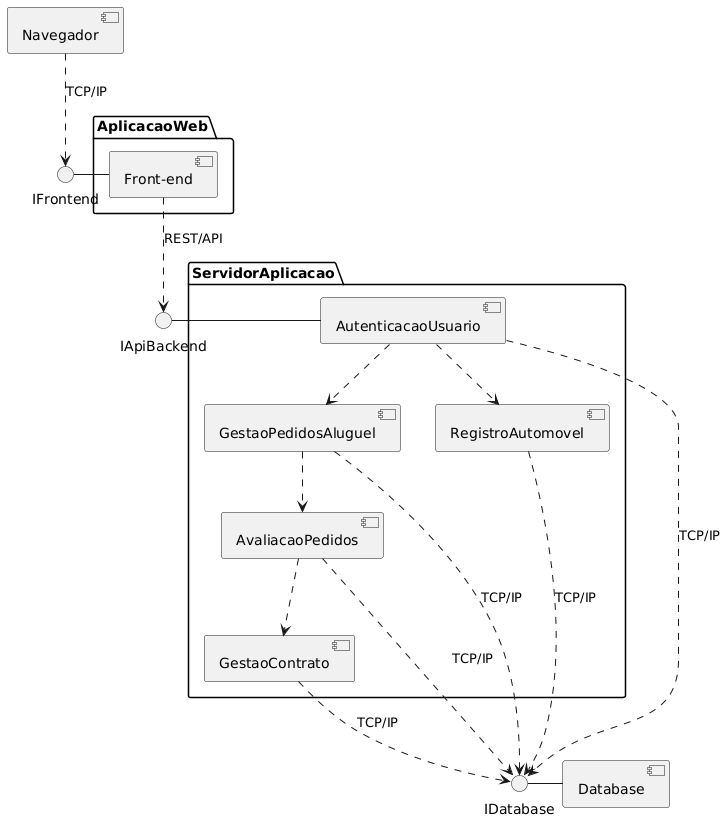 Navegador
TCP/IP
AplicacaoWeb
Front-end
IFrontend
REST/API
ServidorAplicacao
AutenticacaoUsuario
IApiBackend
GestaoPedidosAluguel
RegistroAutomovel
AvaliacaoPedidos
TCP/IP
TCP/IP
TCP/IP
TCP/IP
GestaoContrato
TCP/IP
Database
IDatabase